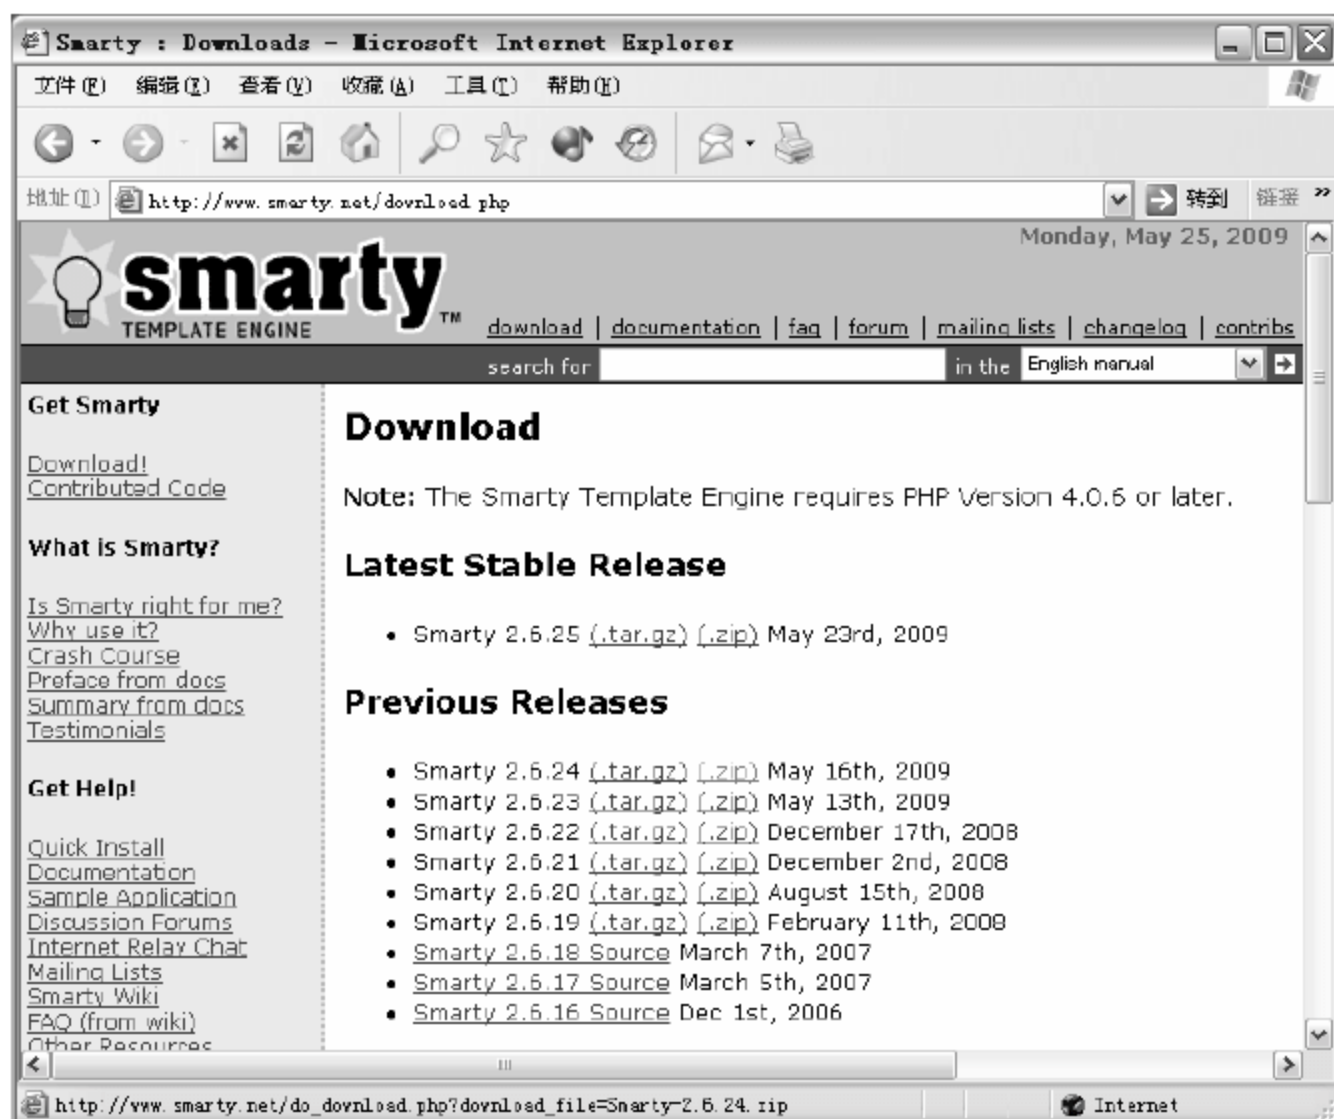 Smarty : Downloads - Microsoft Internet Explorer
文件(F) 编辑(E) 查看(V) 收藏(A) 工具(T) 帮助(H)
地址(D) http://www.smarty.net/download.php 转到 链接 »
Monday, May 25, 2009
smarty™
TEMPLATE ENGINE
download | documentation | faq | forum | mailing lists | changelog | contribs
search for in the English manual
Get Smarty
Download!
Contributed Code
What is Smarty?
Is Smarty right for me?
Why use it?
Crash Course
Preface from docs
Summary from docs
Testimonials
Get Help!
Quick Install
Documentation
Sample Application
Discussion Forums
Internet Relay Chat
Mailing Lists
Smarty Wiki
FAQ (from wiki)
Other Resources
Download
Note: The Smarty Template Engine requires PHP Version 4.0.6 or later.
Latest Stable Release
• Smarty 2.6.25 (.tar.gz) (.zip) May 23rd, 2009
Previous Releases
• Smarty 2.6.24 (.tar.gz) (.zip) May 16th, 2009
• Smarty 2.6.23 (.tar.gz) (.zip) May 13th, 2009
• Smarty 2.6.22 (.tar.gz) (.zip) December 17th, 2008
• Smarty 2.6.21 (.tar.gz) (.zip) December 2nd, 2008
• Smarty 2.6.20 (.tar.gz) (.zip) August 15th, 2008
• Smarty 2.6.19 (.tar.gz) (.zip) February 11th, 2008
• Smarty 2.6.18 Source March 7th, 2007
• Smarty 2.6.17 Source March 5th, 2007
• Smarty 2.6.16 Source Dec 1st, 2006
http://www.smarty.net/do_download.php?download_file=Smarty-2.6.24.zip Internet